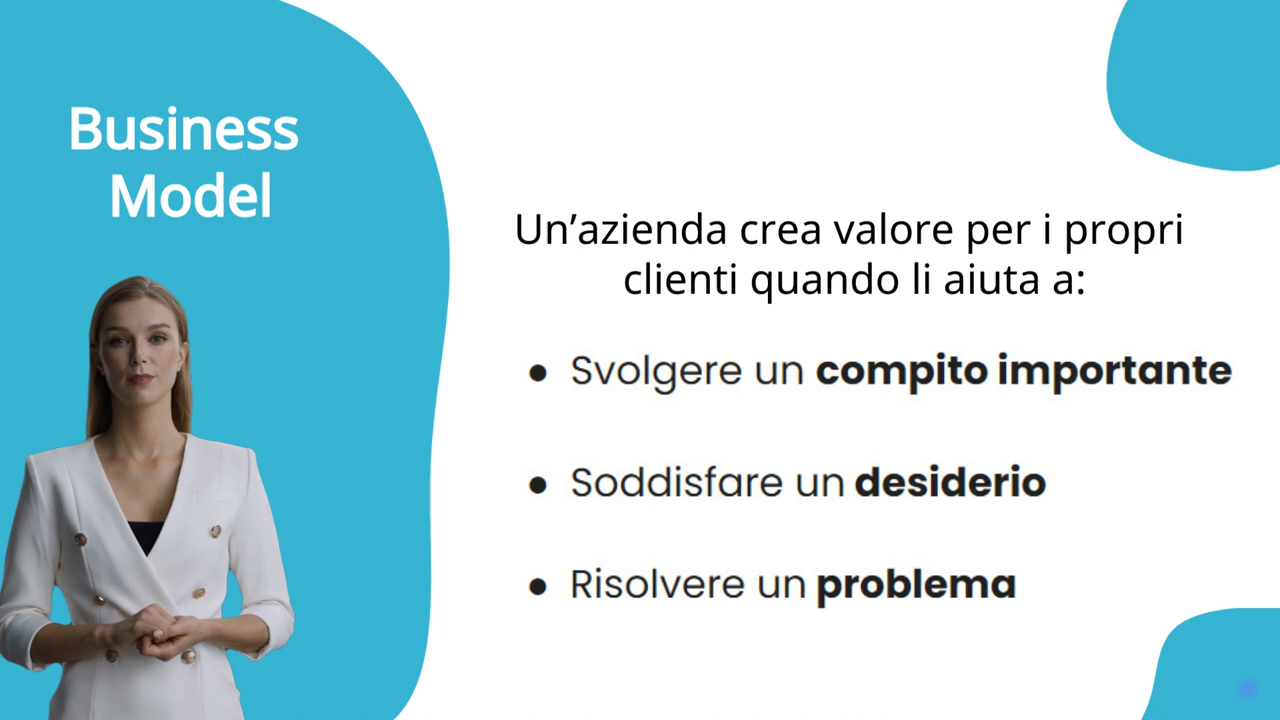 Business
Model
Un’azienda crea valore per i propri
clienti quando li aiuta a:
● Svolgere un compito importante
● Soddisfare un desiderio
● Risolvere un problema